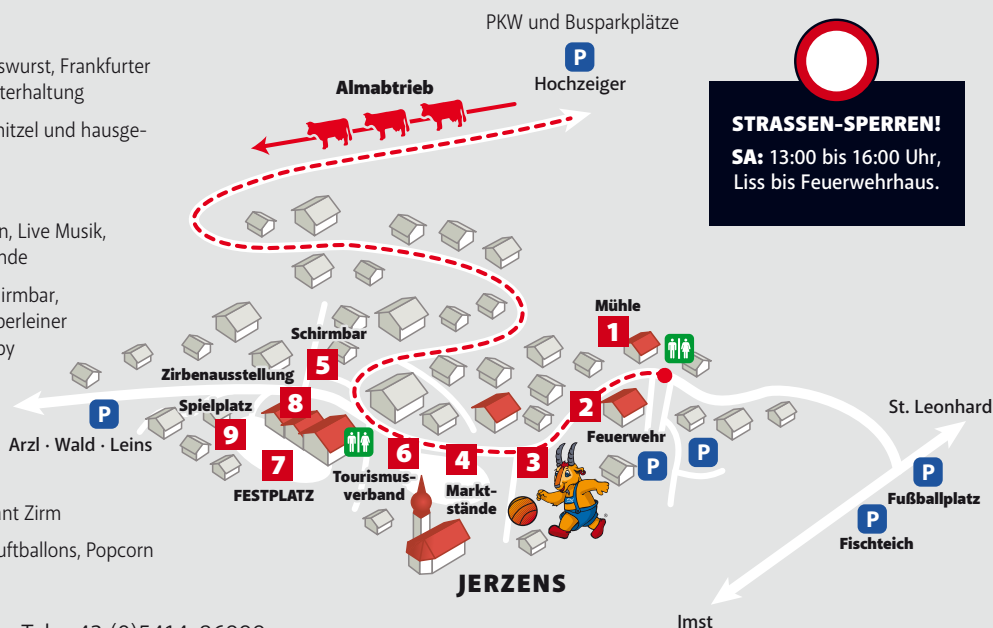 PKW und Busparkplätze
P
Hochzeiger
Almabtrieb
STRASSEN-SPERREN!
SA: 13:00 bis 16:00 Uhr,
Liss bis Feuerwehrhaus.
swurst, Frankfurter
terhaltung
nitzel und hausge-
n, Live Musik,
nde
irmbar,
perleiner
by
ant Zirm
uftballons, Popcorn
Mühle
1
Schirmbar
5
Zirbenausstellung
8
Spielplatz
9
P
Arzl · Wald · Leins
7
FESTPLATZ
6
Tourismus-
verband
4
Markt-
stände
3
2
Feuerwehr
P
P
St. Leonhard
P
Fußballplatz
P
Fischteich
JERZENS
Imst